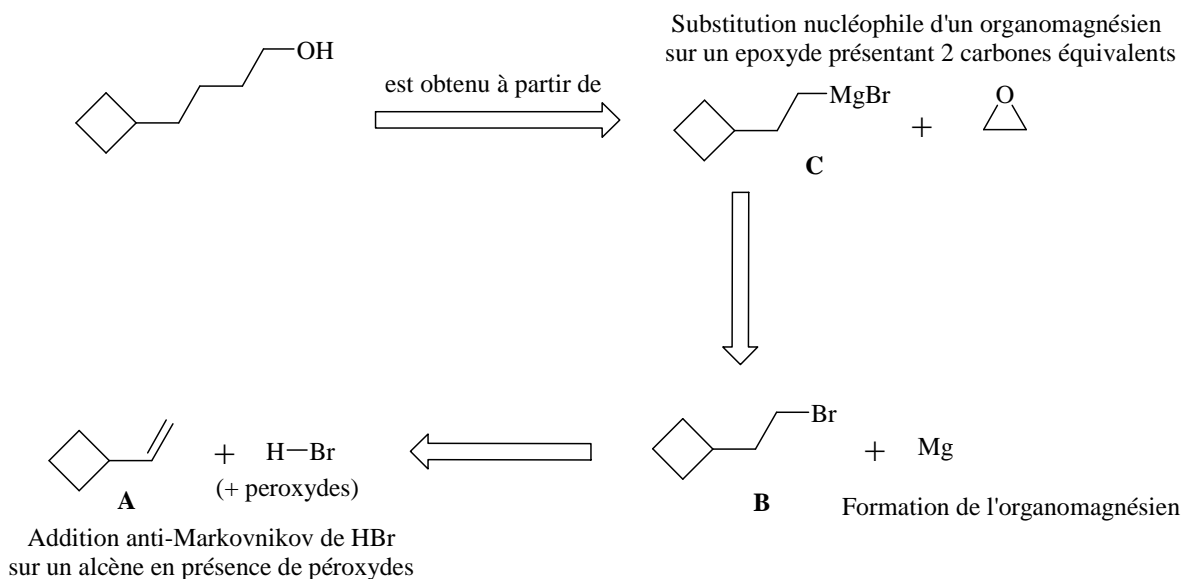 Substitution nucléophile d'un organomagnésien
sur un epoxyde présentant 2 carbones équivalents
OH
est obtenu à partir de
MgBr
+
O
C
Br
+
Mg
B
Formation de l'organomagnésien
+
H—Br
(+ peroxydes)
A
Addition anti-Markovnikov de HBr
sur un alcène en présence de péroxydes